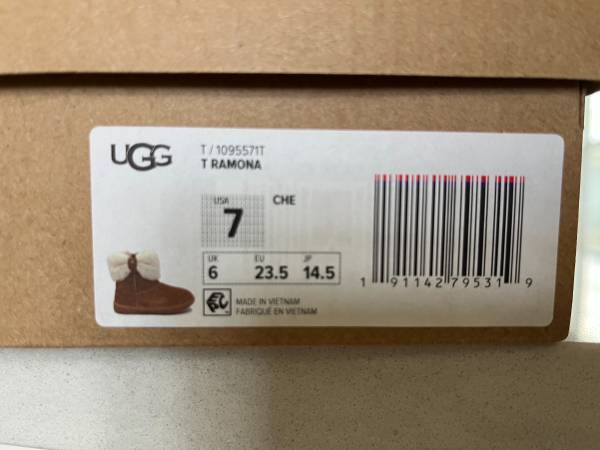 UGG
T / 1095571T
T RAMONA
USA
7
CHE
UK EU JP
6 23.5 14.5
MADE IN VIETNAM
FABRIQUÉ EN VIETNAM
1 91142 79531 9